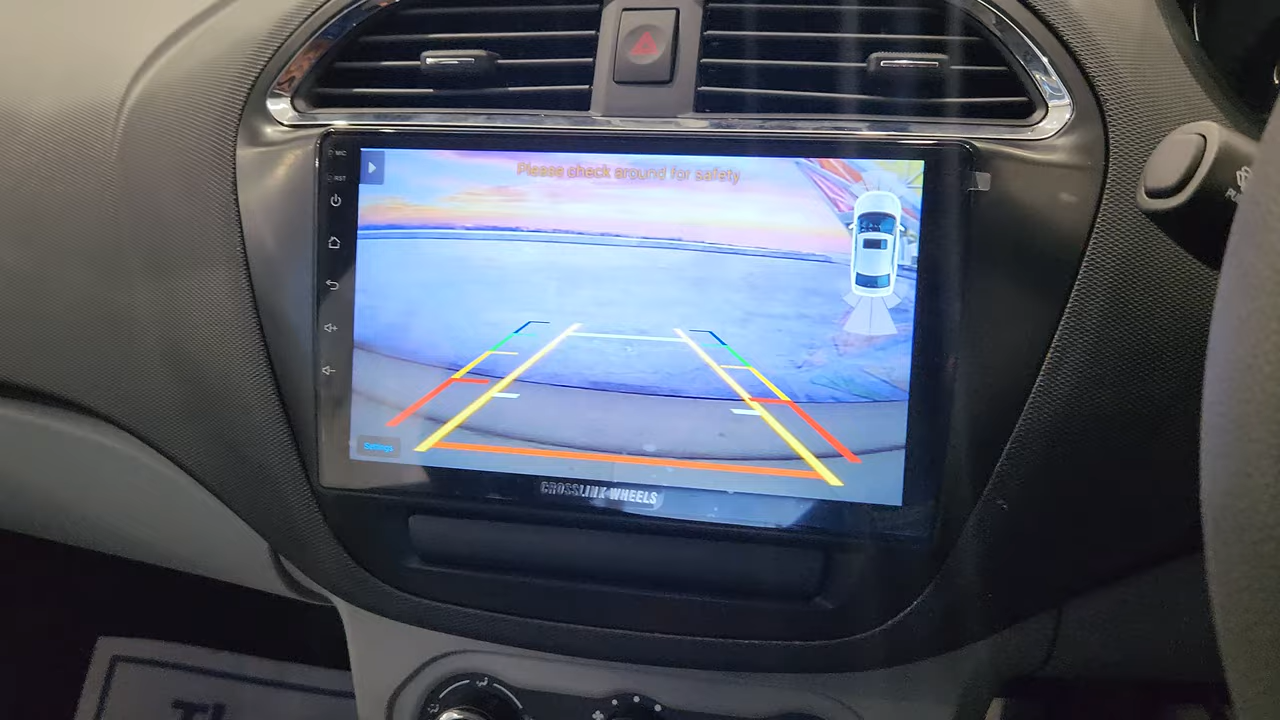 MIC
RST
Please check around for safety
Settings
CROSSLINK WHEELS